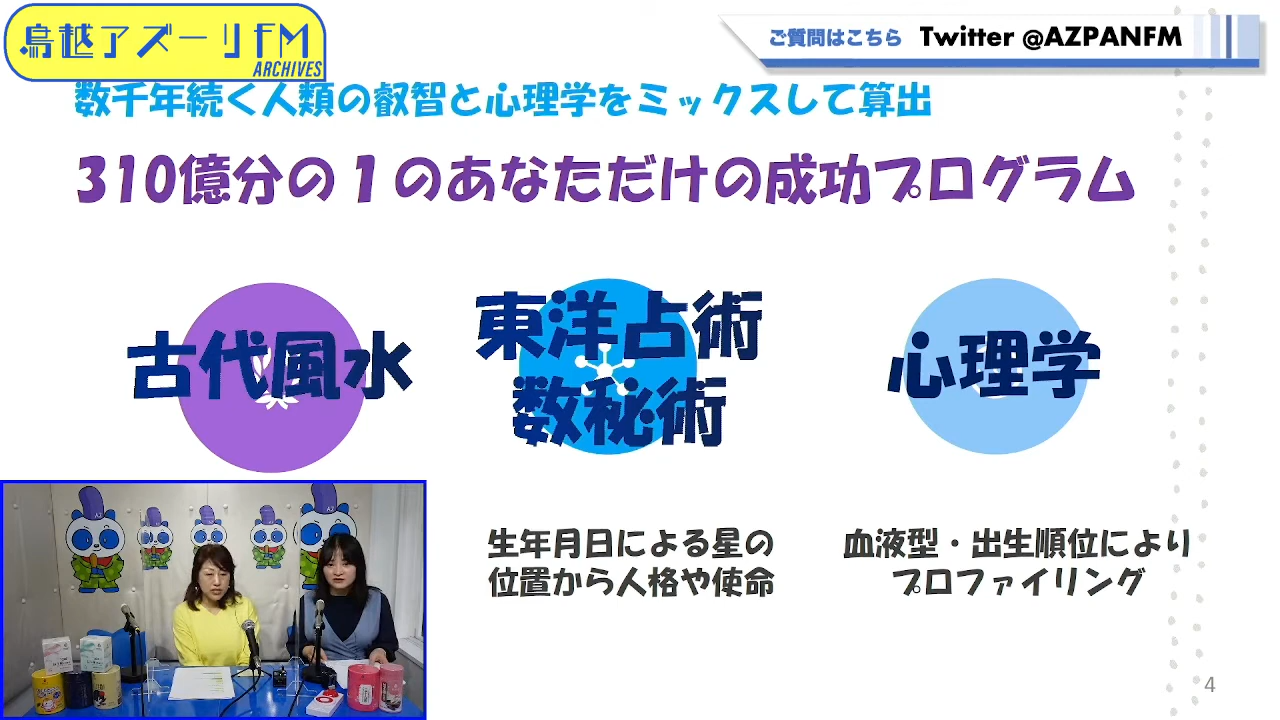 鳥越アズーリFM
ARCHIVES
ご質問はこちら Twitter @AZPANFM
数千年続く人類の叡智と心理学をミックスして算出
310億分の１のあなただけの成功プログラム
古代風水
東洋占術
数秘術
心理学
生年月日による星の
位置から人格や使命
血液型・出生順位により
プロファイリング
4